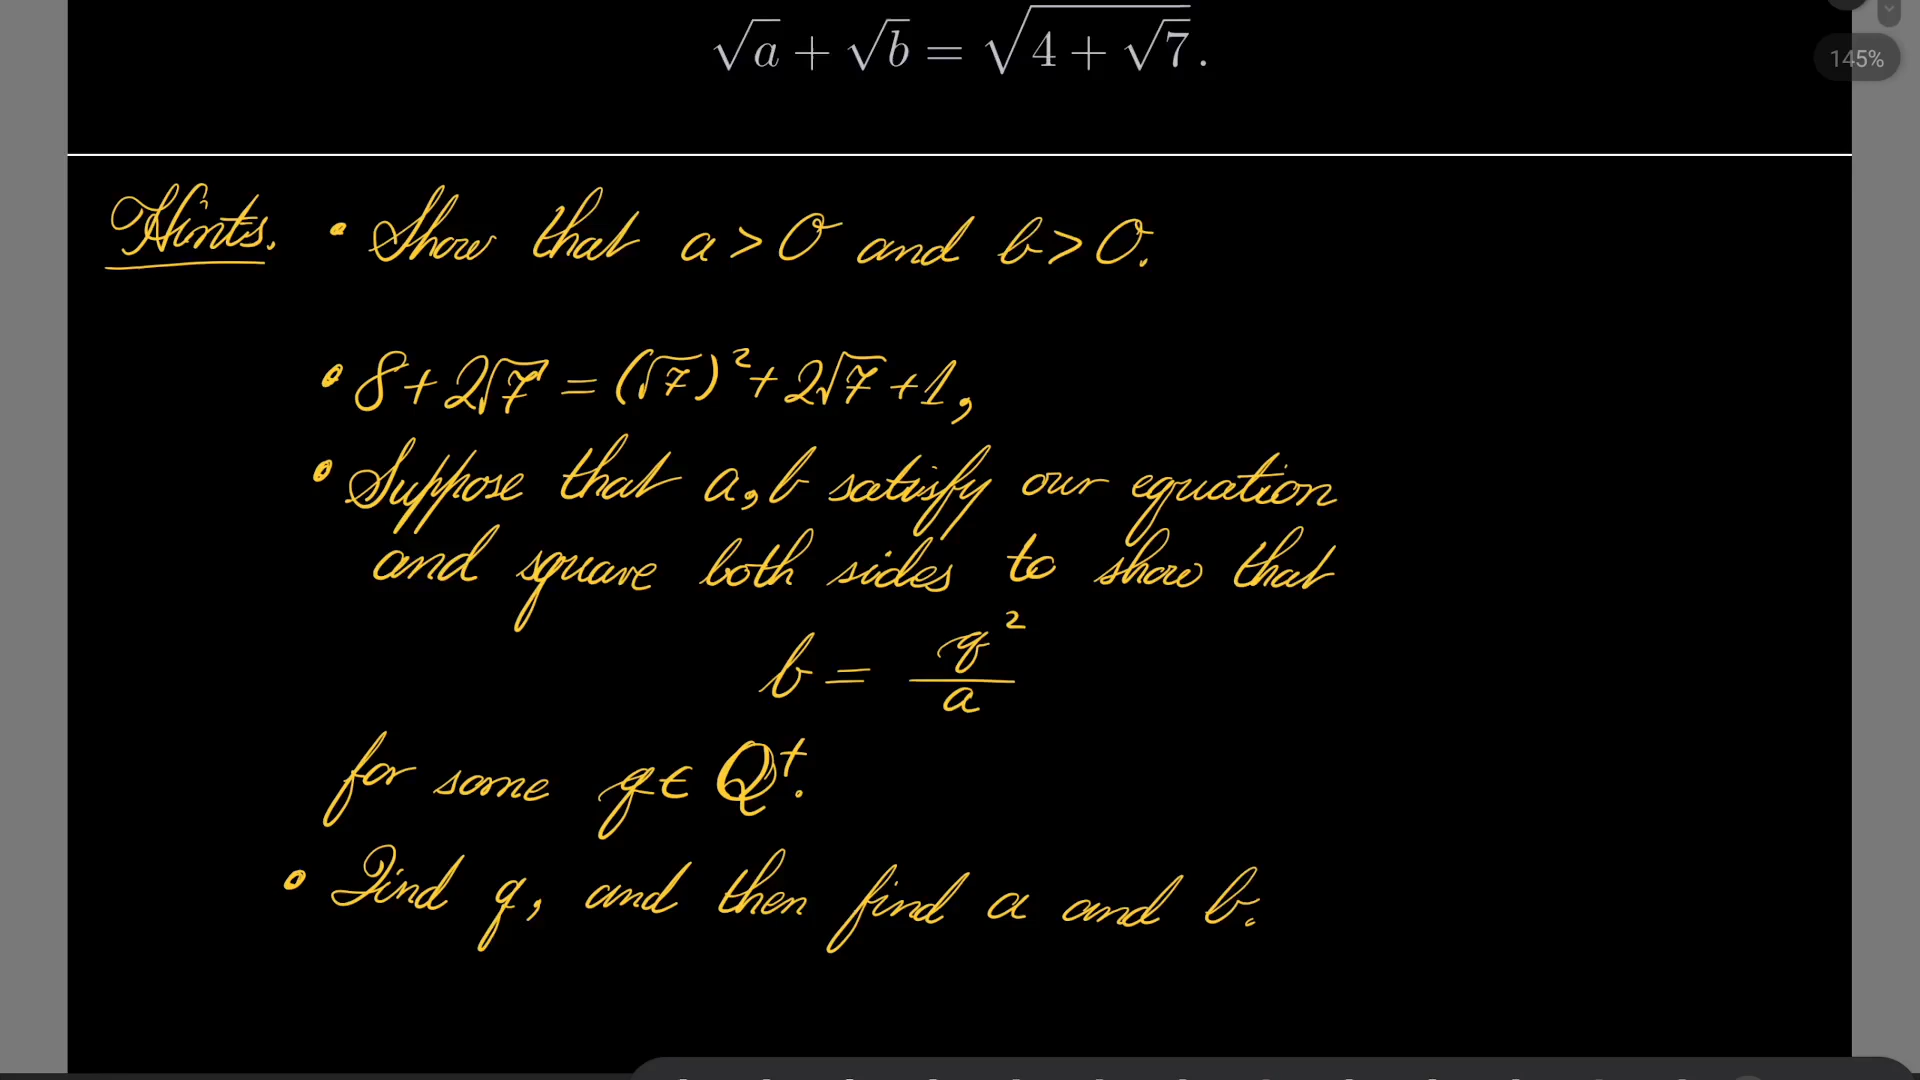 √a + √b = √(4 + √7).
145%
Hints. • Show that a > 0 and b > 0.
• 8 + 2√7 = (√7)² + 2√7 + 1,
• Suppose that a, b satisfy our equation
and square both sides to show that
b = q²/a
for some q ∈ Q⁺.
• Find q, and then find a and b.